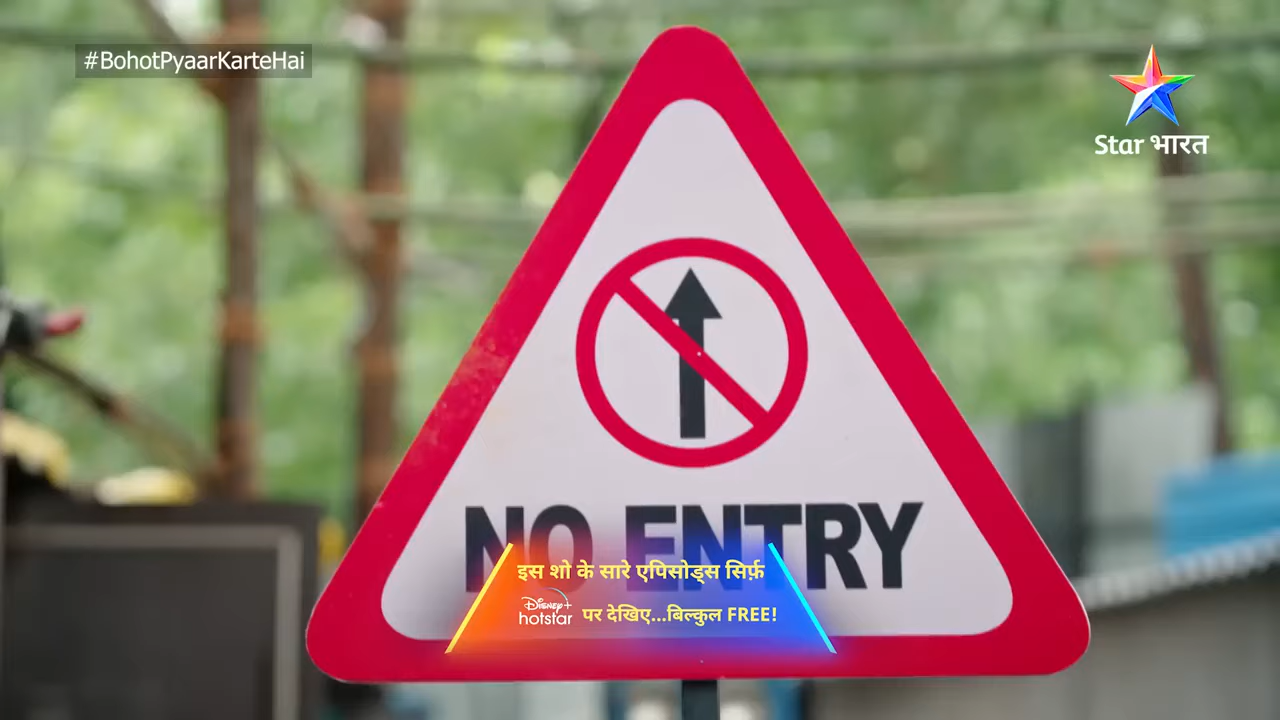 #BohotPyaarKarteHai
Star भारत
NO ENTRY
इस शो के सारे एपिसोड्स सिर्फ़
Disney+ hotstar पर देखिए...बिल्कुल FREE!